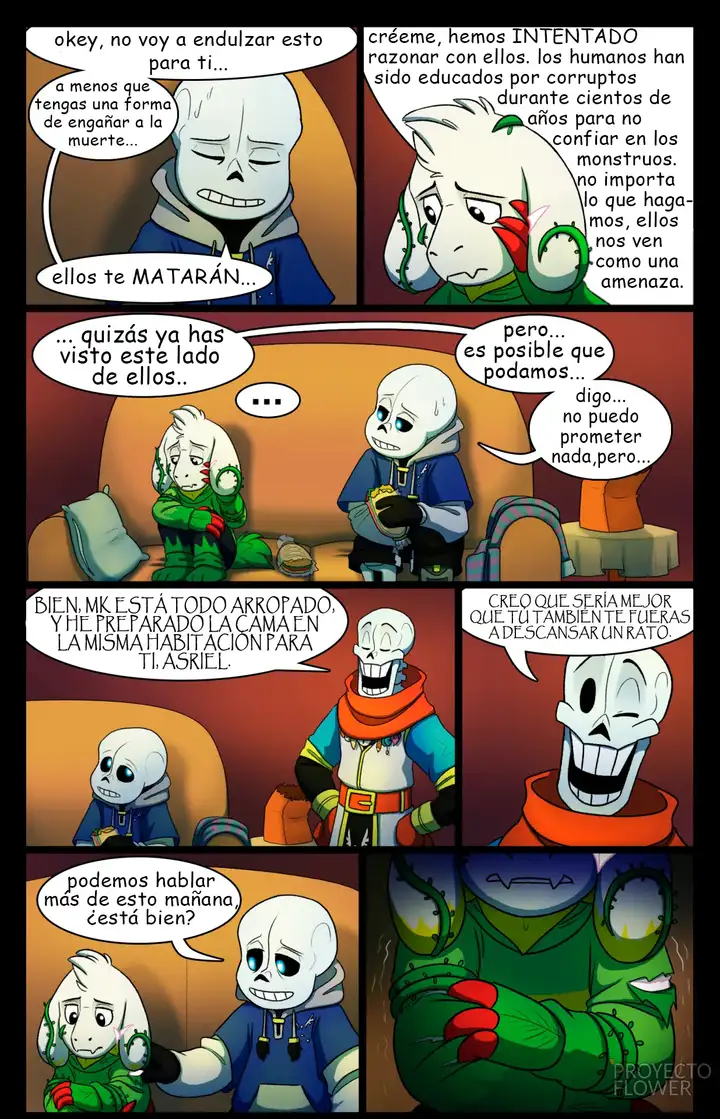 okey, no voy a endulzar esto
para ti...
a menos que
tengas una forma
de engañar a la
muerte...
ellos te MATARÁN...
créeme, hemos INTENTADO
razonar con ellos. los humanos han
sido educados por corruptos
durante cientos de
años para no
confiar en los
monstruos.
no importa
lo que haga-
mos, ellos
nos ven
como una
amenaza.
... quizás ya has
visto este lado
de ellos..
...
pero...
es posible que
podamos...
digo...
no puedo
prometer
nada,pero...
BIEN, MK ESTÁ TODO ARROPADO,
Y HE PREPARADO LA CAMA EN
LA MISMA HABITACIÓN PARA
TI, ASRIEL.
CREO QUE SERÍA MEJOR
QUE TU TAMBIÉN TE FUERAS
A DESCANSAR UN RATO.
podemos hablar
más de esto mañana,
¿está bien?
PROYECTO
FLOWER